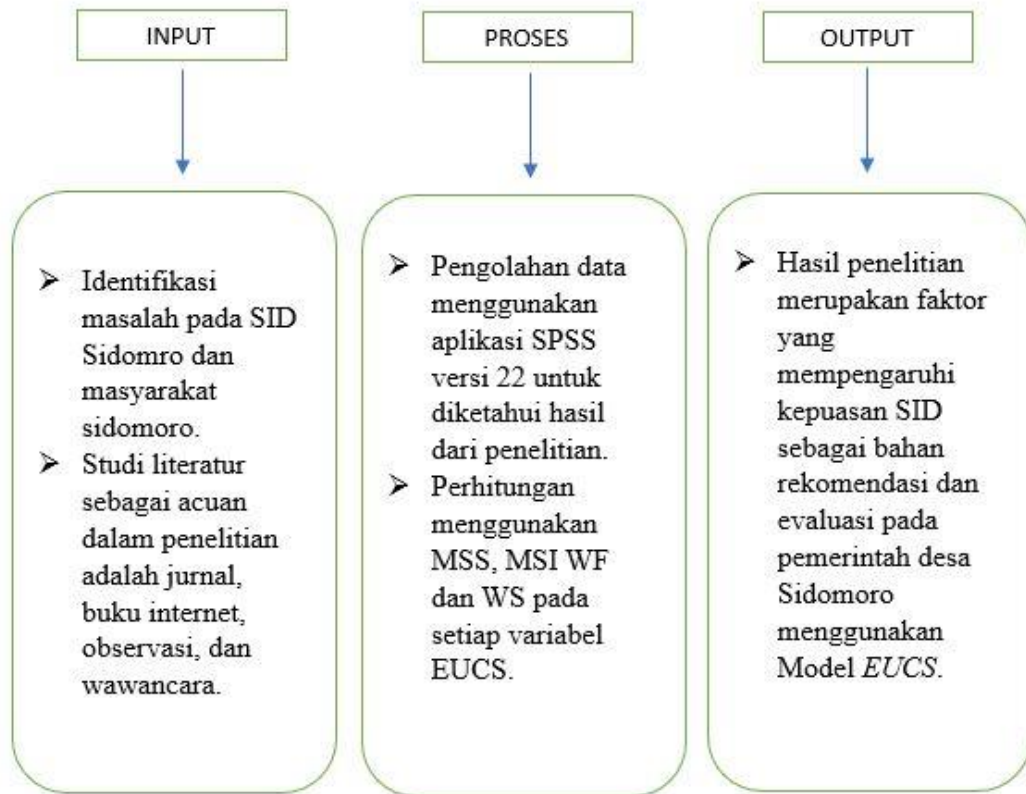 INPUT
PROSES
OUTPUT
➤ Identifikasi
masalah pada SID
Sidomro dan
masyarakat
sidomoro.
➤ Studi literatur
sebagai acuan
dalam penelitian
adalah jurnal,
buku internet,
observasi, dan
wawancara.
➤ Pengolahan data
menggunakan
aplikasi SPSS
versi 22 untuk
diketahui hasil
dari penelitian.
➤ Perhitungan
menggunakan
MSS, MSI WF
dan WS pada
setiap variabel
EUCS.
➤ Hasil penelitian
merupakan faktor
yang
mempengaruhi
kepuasan SID
sebagai bahan
rekomendasi dan
evaluasi pada
pemerintah desa
Sidomoro
menggunakan
Model EUCS.